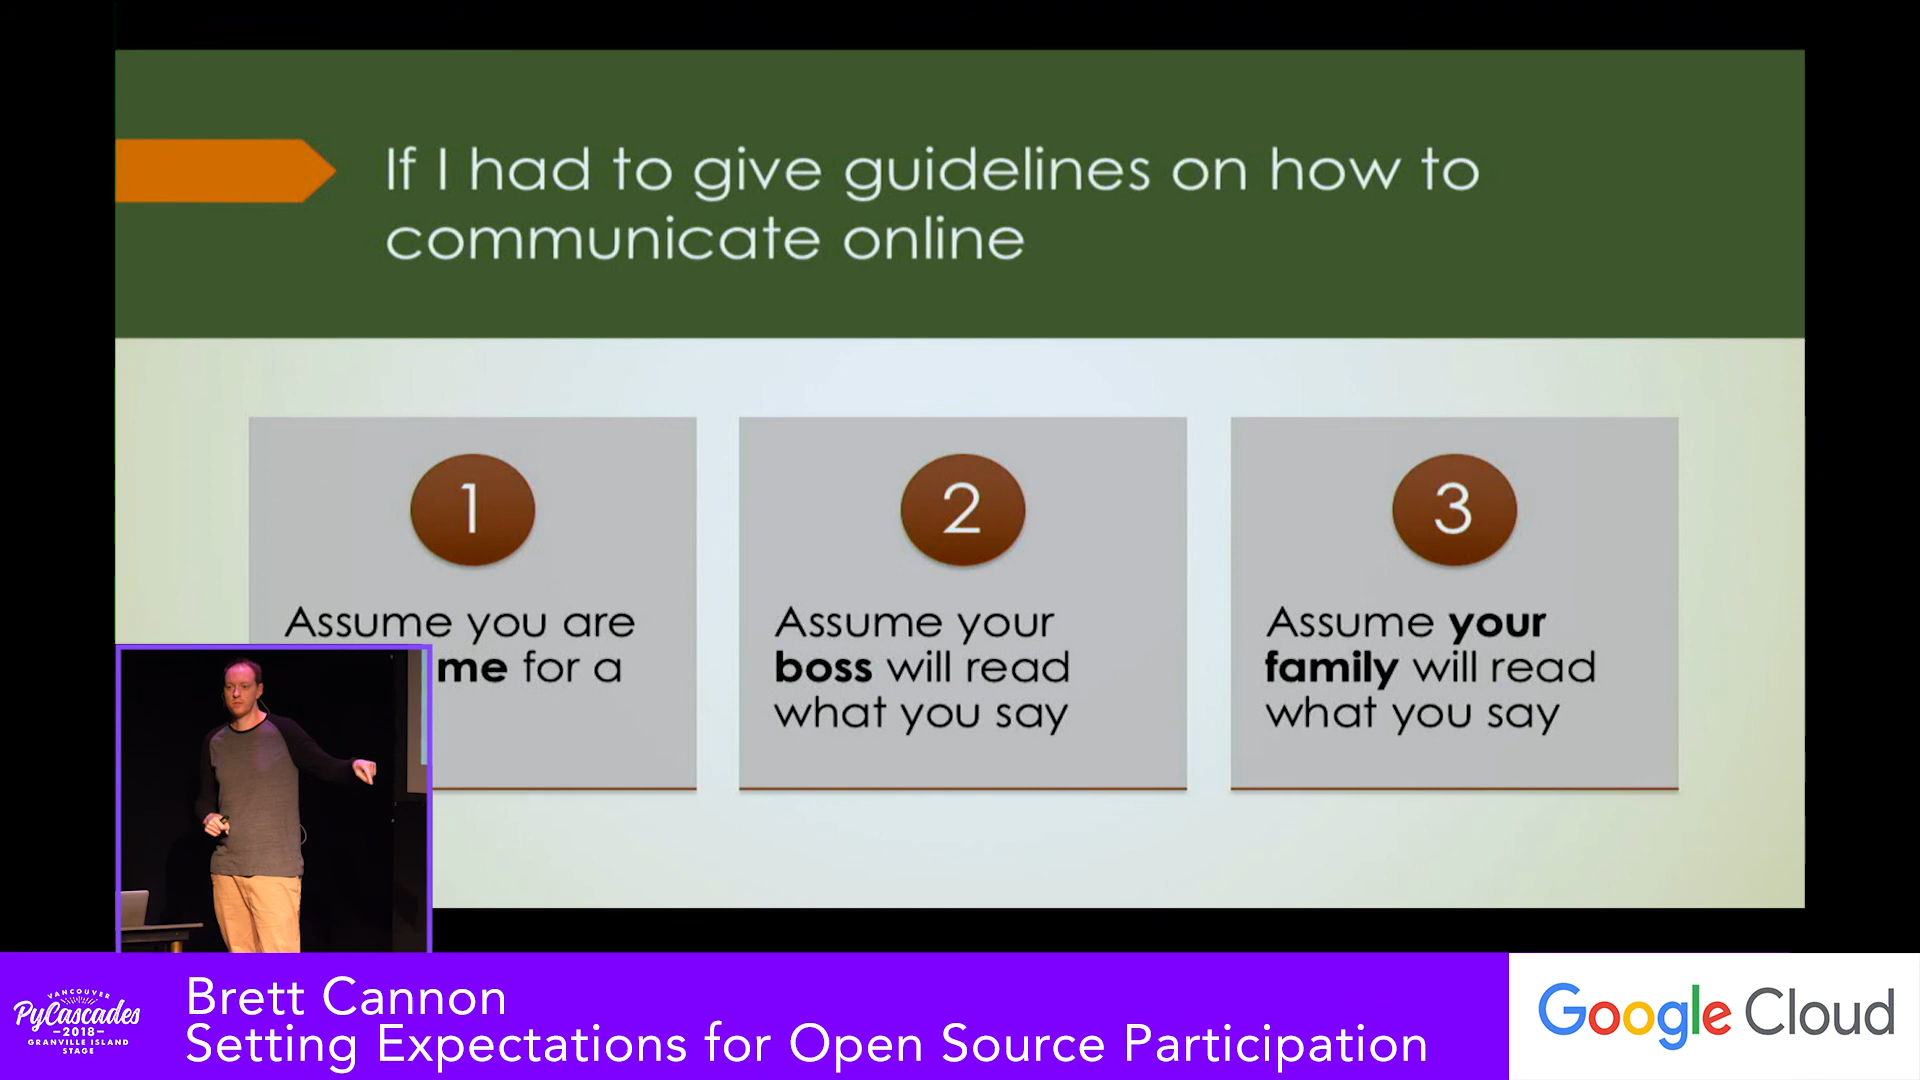 If I had to give guidelines on how to
communicate online
1
Assume you are
me for a
2
Assume your
boss will read
what you say
3
Assume your
family will read
what you say
VANCOUVER
PyCascades
-2018-
GRANVILLE ISLAND
STAGE
Brett Cannon
Setting Expectations for Open Source Participation
Google Cloud